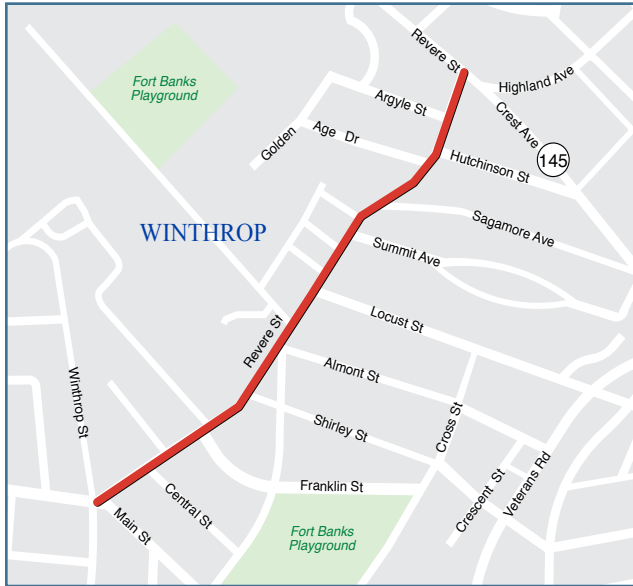 Revere St
Highland Ave
Fort Banks
Playground
Argyle St
Crest Ave
Golden Age Dr
Hutchinson St
145
Sagamore Ave
WINTHROP
Summit Ave
Locust St
Revere St
Almont St
Winthrop St
Shirley St
Cross St
Franklin St
Crescent St
Veterans Rd
Central St
Main St
Fort Banks
Playground